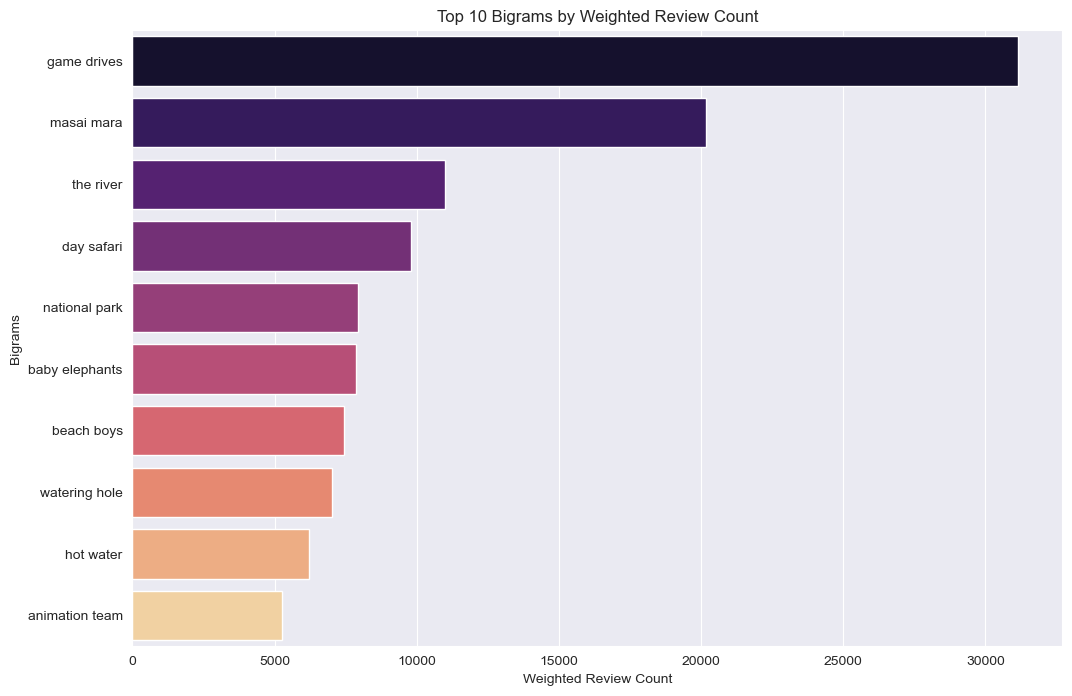 Top 10 Bigrams by Weighted Review Count
Bigrams
game drives
masai mara
the river
day safari
national park
baby elephants
beach boys
watering hole
hot water
animation team
0 5000 10000 15000 20000 25000 30000
Weighted Review Count